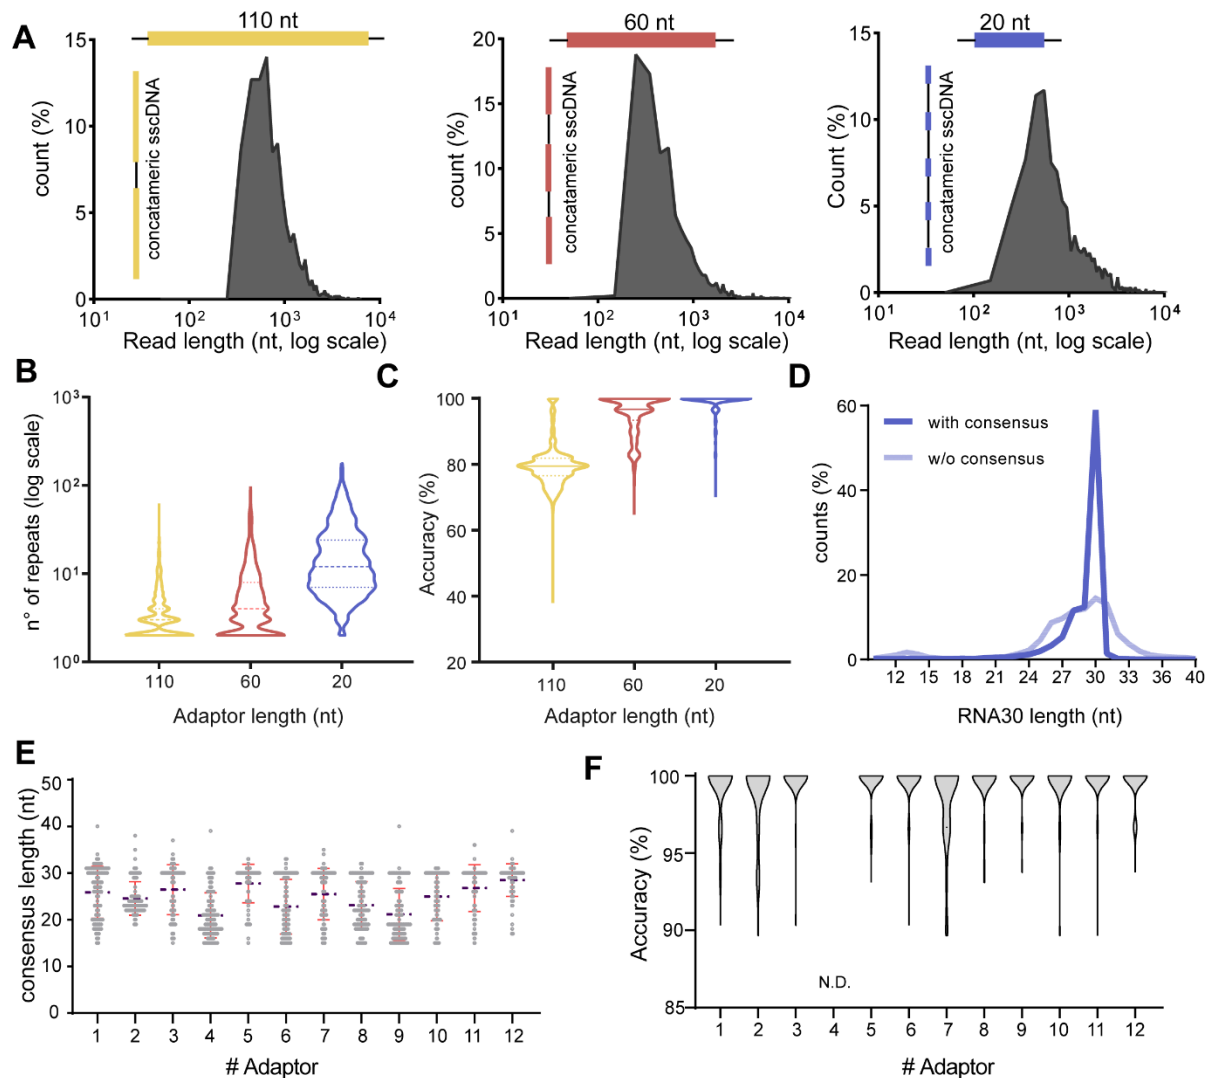 A
110 nt
count (%)
15
10
5
0
concatameric sscDNA
10¹
10²
10³
10⁴
Read length (nt, log scale)
60 nt
count (%)
20
15
10
5
0
concatameric sscDNA
10¹
10²
10³
10⁴
Read length (nt, log scale)
20 nt
Count (%)
15
10
5
0
concatameric sscDNA
10¹
10²
10³
10⁴
Read length (nt, log scale)
B
n° of repeats (log scale)
10³
10²
10¹
10⁰
110
60
20
Adaptor length (nt)
C
Accuracy (%)
100
80
60
40
20
110
60
20
Adaptor length (nt)
D
counts (%)
60
40
20
0
with consensus
w/o consensus
12
15
18
21
24
27
30
33
36
40
RNA30 length (nt)
E
consensus length (nt)
50
40
30
20
10
0
1
2
3
4
5
6
7
8
9
10
11
12
# Adaptor
F
Accuracy (%)
100
95
90
85
N.D.
1
2
3
4
5
6
7
8
9
10
11
12
# Adaptor